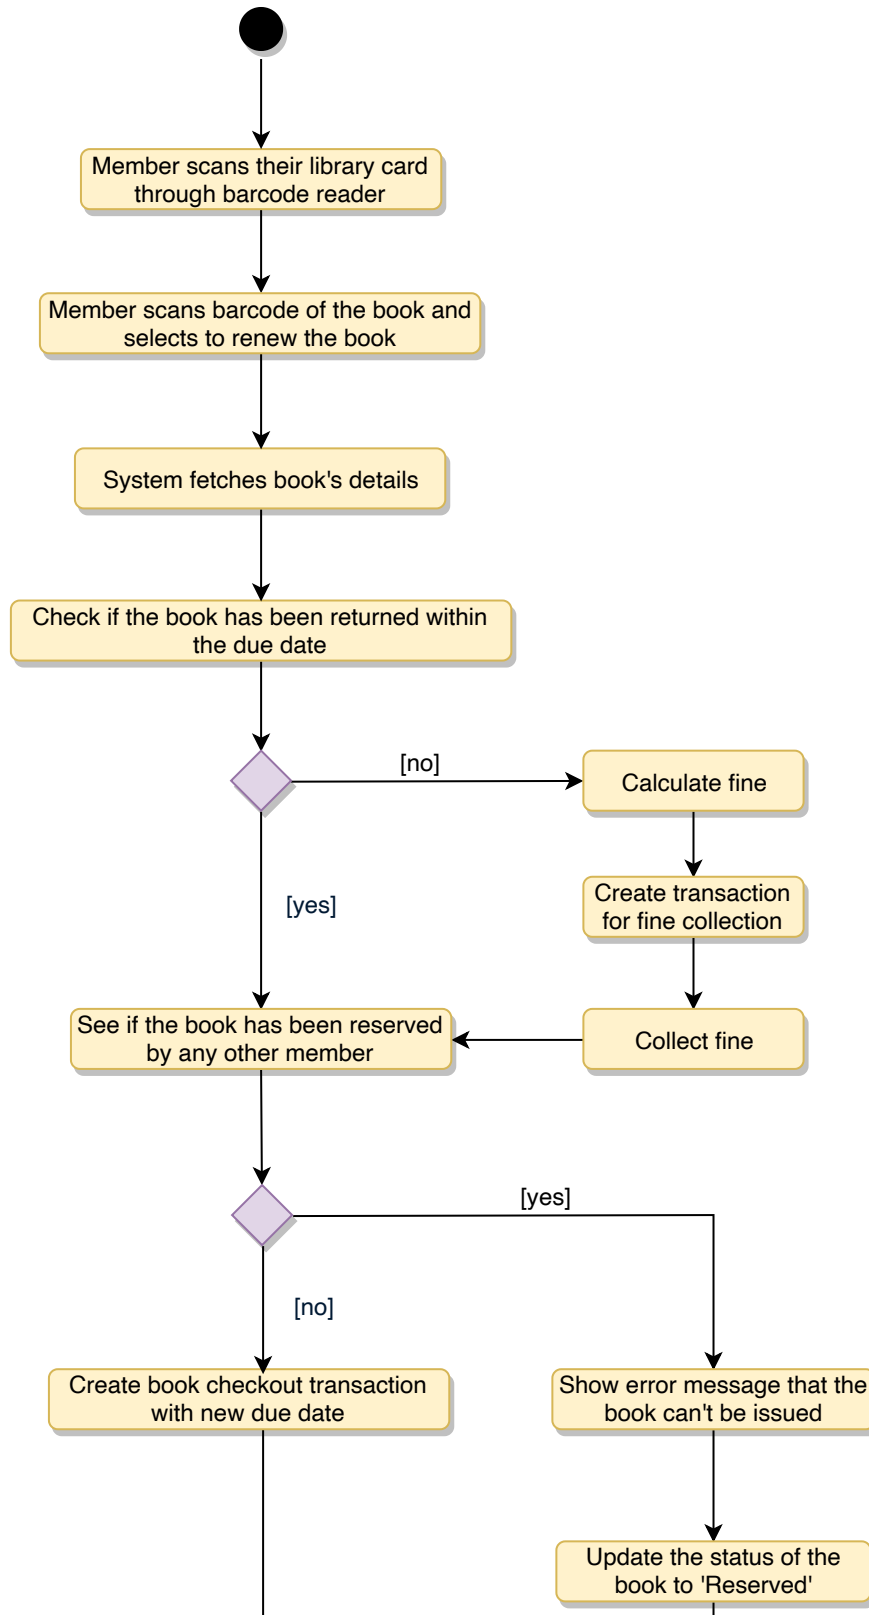 Member scans their library card
through barcode reader
Member scans barcode of the book and
selects to renew the book
System fetches book's details
Check if the book has been returned within
the due date
[no]
Calculate fine
[yes]
Create transaction
for fine collection
See if the book has been reserved
by any other member
Collect fine
[yes]
[no]
Create book checkout transaction
with new due date
Show error message that the
book can't be issued
Update the status of the
book to 'Reserved'